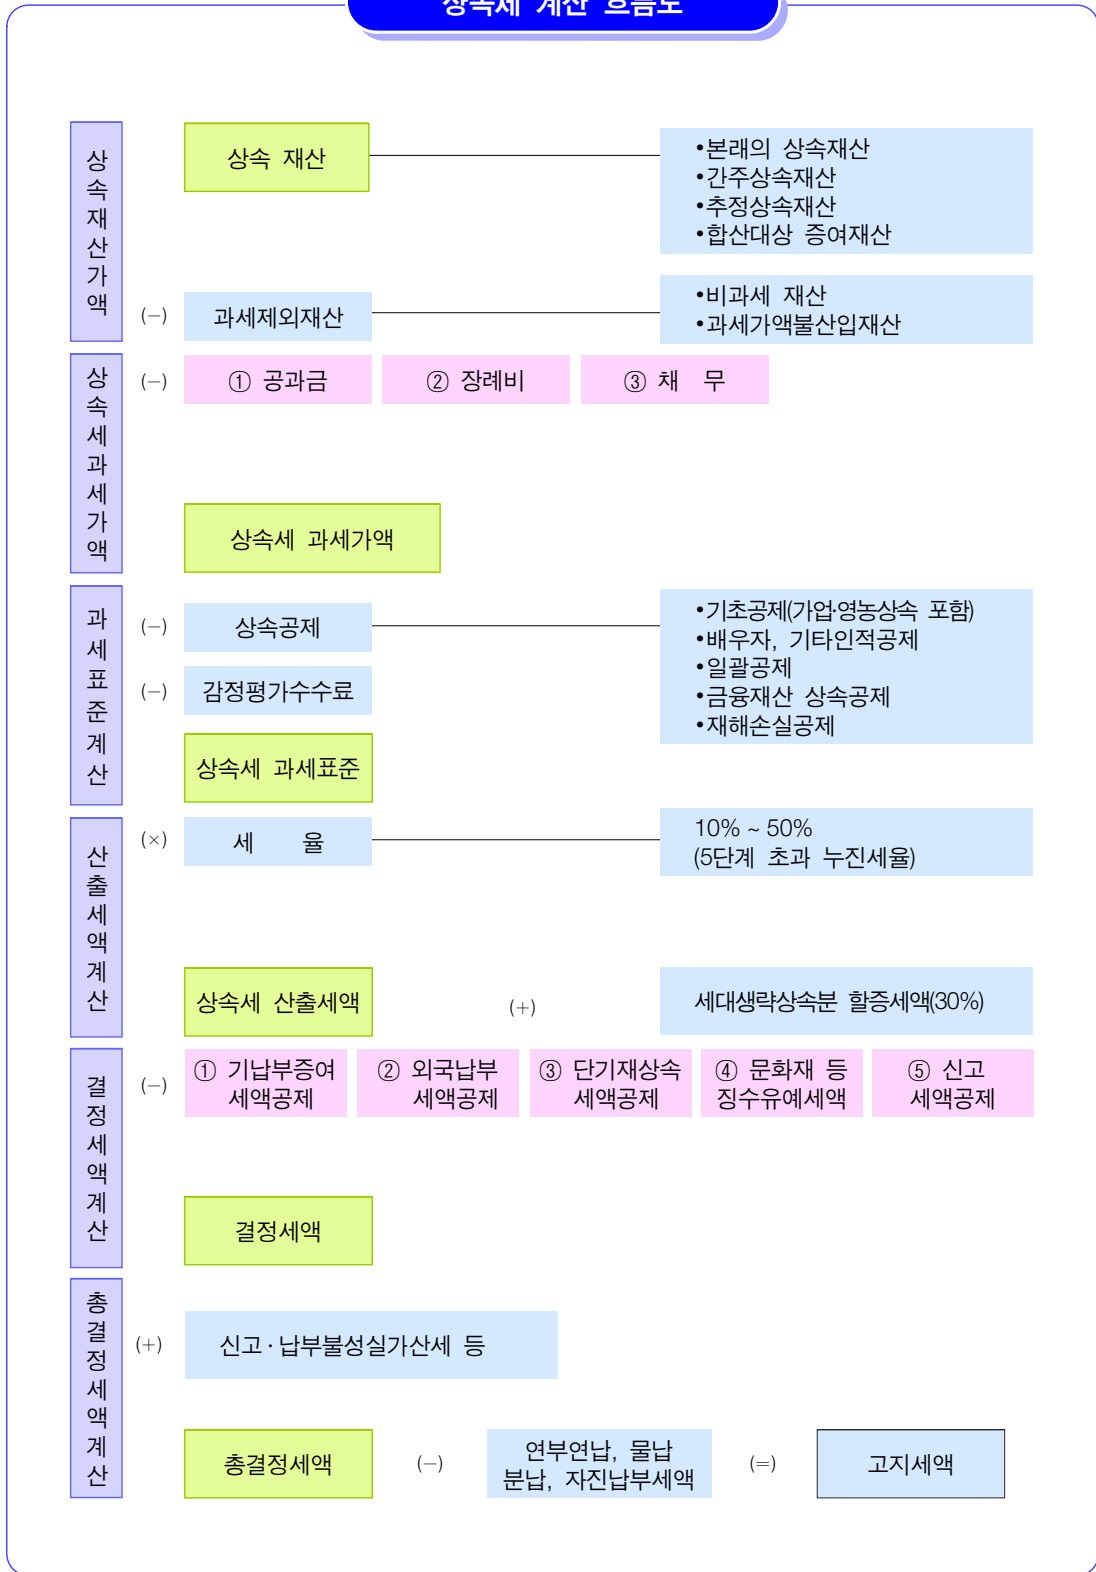 상속세 계산 흐름도
상속재산가액
상속 재산
•본래의 상속재산
•간주상속재산
•추정상속재산
•합산대상 증여재산
(−)
과세제외재산
•비과세 재산
•과세가액불산입재산
상속세과세가액
(−)
① 공과금
② 장례비
③ 채 무
상속세 과세가액
과세표준계산
(−)
상속공제
•기초공제(가업·영농상속 포함)
•배우자, 기타인적공제
•일괄공제
•금융재산 상속공제
•재해손실공제
(−)
감정평가수수료
상속세 과세표준
산출세액계산
(×)
세 율
10% ~ 50%
(5단계 초과 누진세율)
상속세 산출세액
(+)
세대생략상속분 할증세액(30%)
결정세액계산
(−)
① 기납부증여
세액공제
② 외국납부
세액공제
③ 단기재상속
세액공제
④ 문화재 등
징수유예세액
⑤ 신고
세액공제
결정세액
총결정세액계산
(+)
신고·납부불성실가산세 등
총결정세액
(−)
연부연납, 물납
분납, 자진납부세액
(=)
고지세액